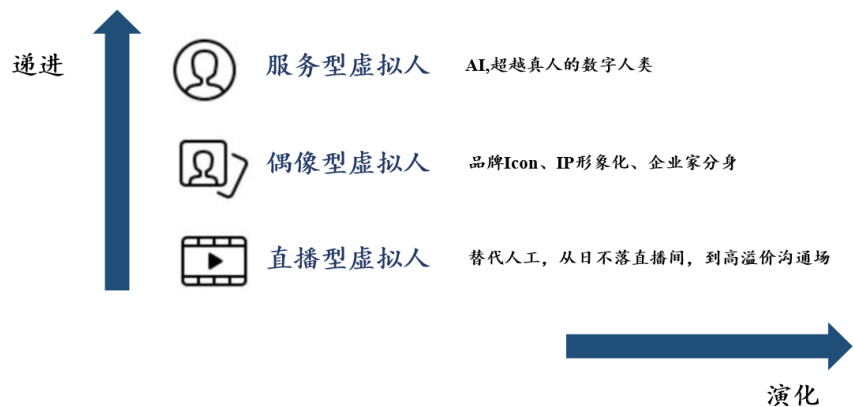 递进
服务型虚拟人 AI,超越真人的数字人类
偶像型虚拟人 品牌Icon、IP形象化、企业家分身
直播型虚拟人 替代人工，从日不落直播间，到高溢价沟通场
演化